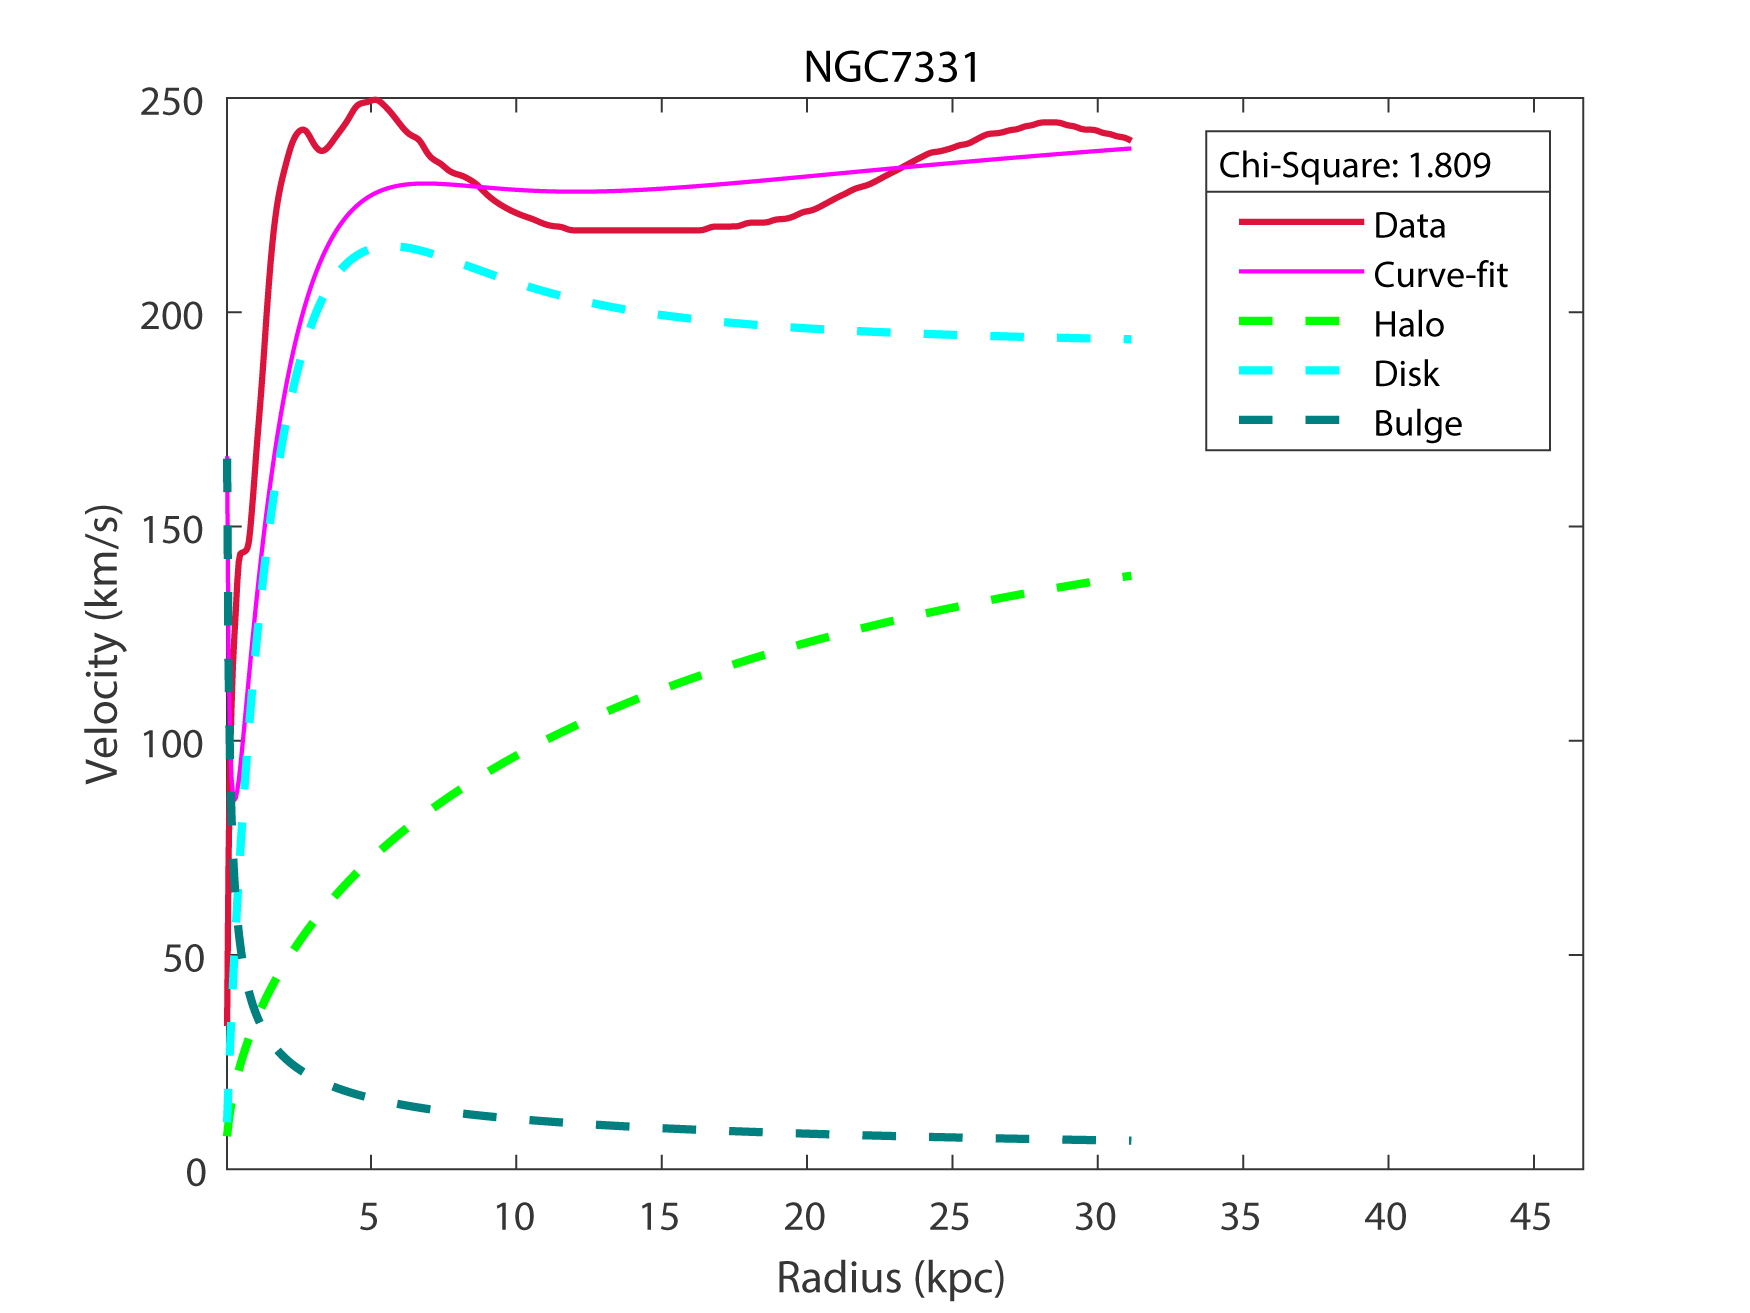 NGC7331
250
200
150
100
50
0
Velocity (km/s)
Chi-Square: 1.809
Data
Curve-fit
Halo
Disk
Bulge
5 10 15 20 25 30 35 40 45
Radius (kpc)